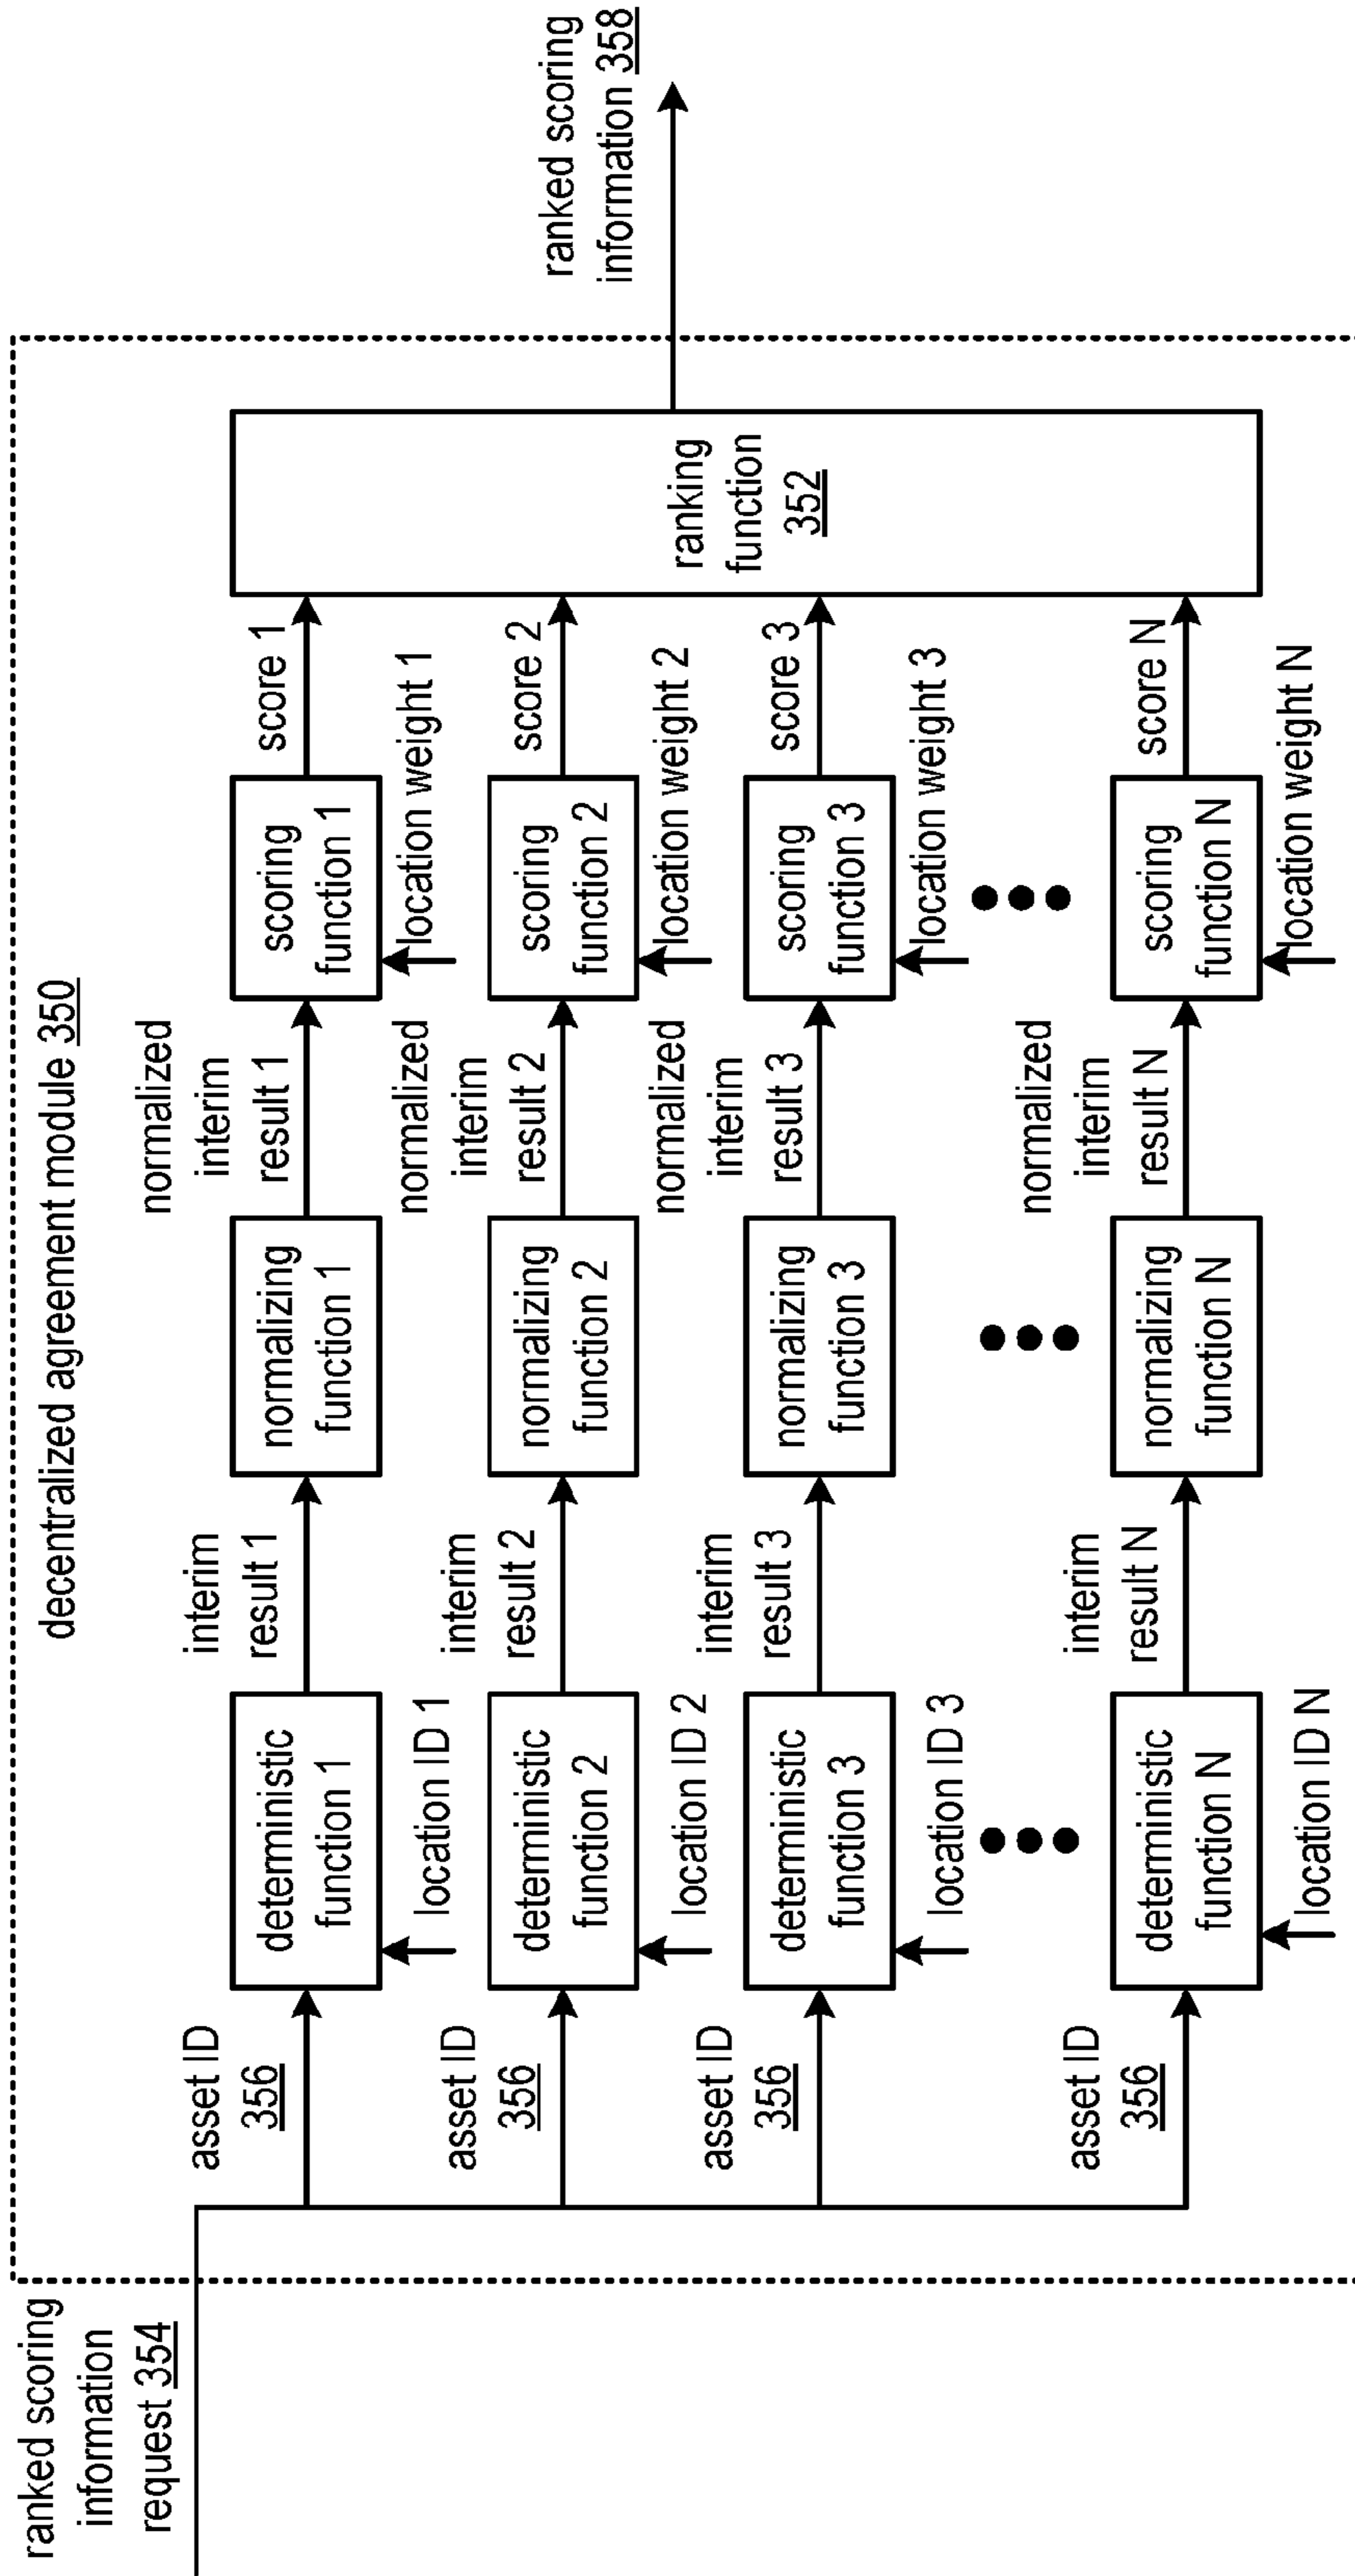 ranked scoring
information
request 354
decentralized agreement module 350
asset ID
356
deterministic
function 1
location ID 1
interim
result 1
normalizing
function 1
normalized
interim
result 1
scoring
function 1
location weight 1
score 1
asset ID
356
deterministic
function 2
location ID 2
interim
result 2
normalizing
function 2
normalized
interim
result 2
scoring
function 2
location weight 2
score 2
asset ID
356
deterministic
function 3
location ID 3
interim
result 3
normalizing
function 3
normalized
interim
result 3
scoring
function 3
location weight 3
score 3
asset ID
356
deterministic
function N
location ID N
interim
result N
normalizing
function N
normalized
interim
result N
scoring
function N
location weight N
score N
ranking
function
352
ranked scoring
information 358